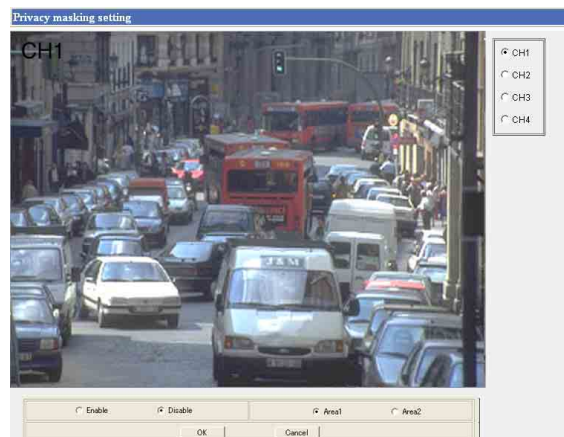 Privacy masking setting
CH1
CH1
CH2
CH3
CH4
J&M
Enable
Disable
Area1
Area2
OK
Cancel